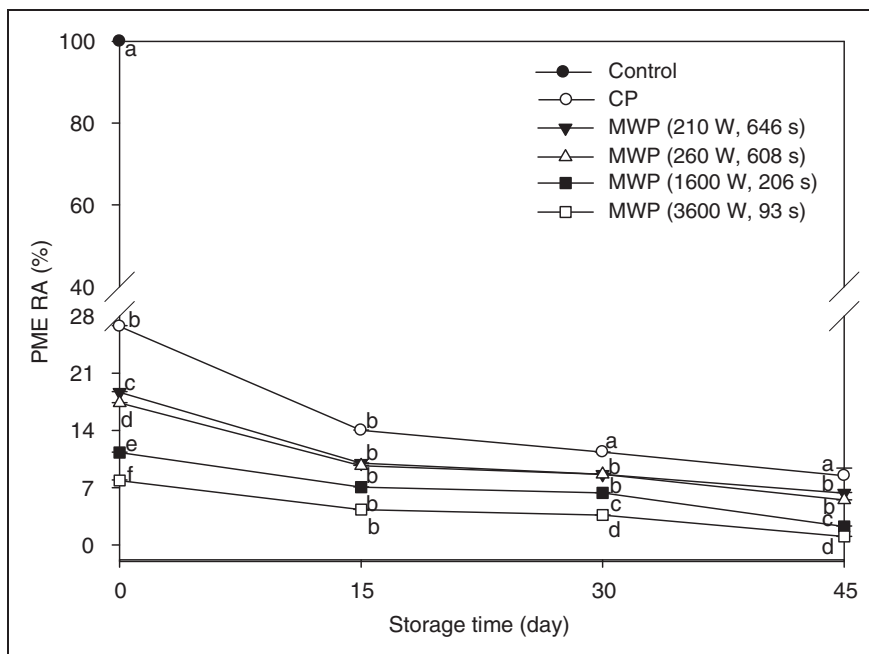 100
80
60
40
28
21
14
7
0
PME RA (%)
a
b
c
d
e
f
b
b
b
b
b
a
b
b
c
d
a
b
b
c
d
Control
CP
MWP (210 W, 646 s)
MWP (260 W, 608 s)
MWP (1600 W, 206 s)
MWP (3600 W, 93 s)
0 15 30 45
Storage time (day)